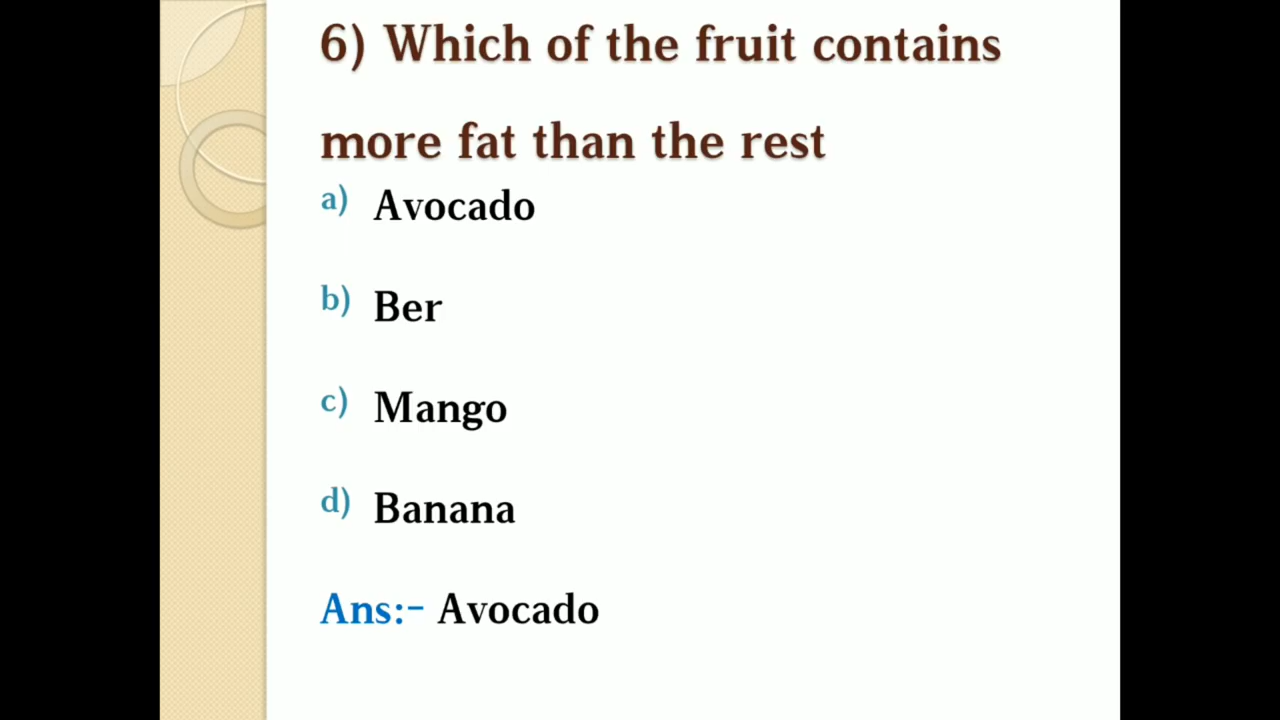 6) Which of the fruit contains
more fat than the rest
a) Avocado
b) Ber
c) Mango
d) Banana
Ans:- Avocado